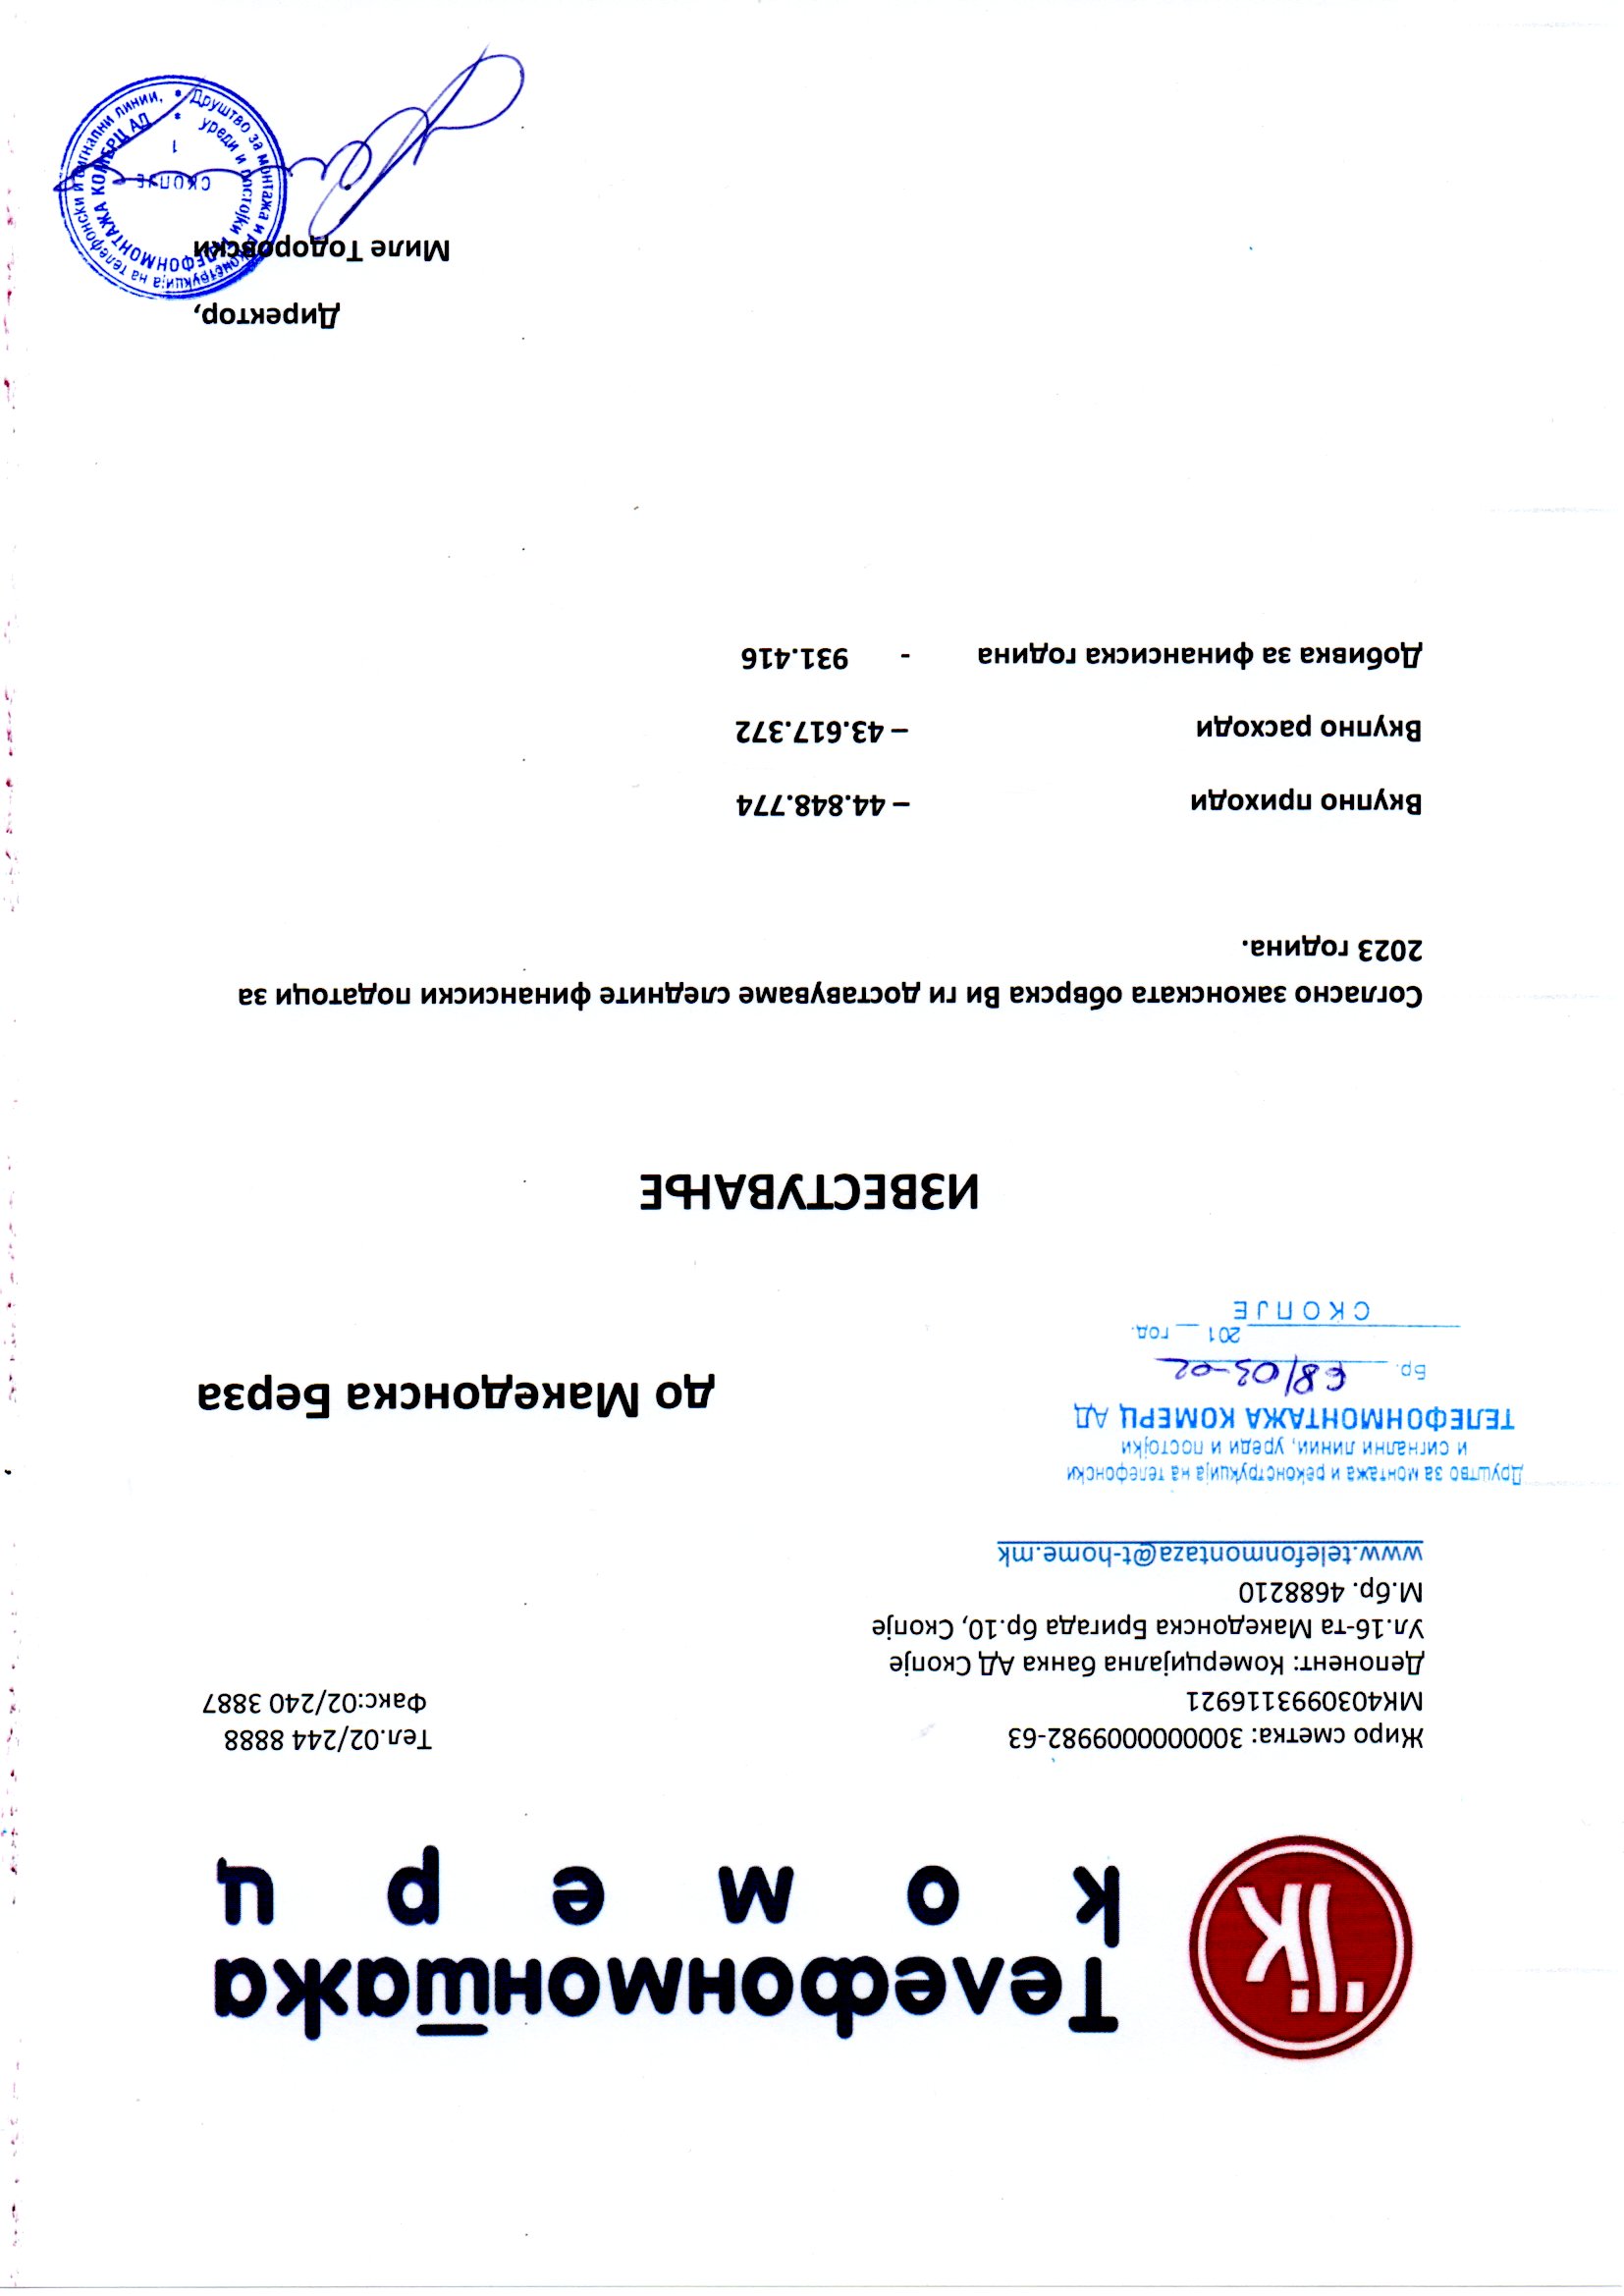 Телефонмонтажа
комерц
Жиро сметка: 3000000009982-63
Тел.02/244 8888
МК4030993116921
Факс:02/240 3887
Депонент: Комерцијална банка АД Скопје
Ул.16-та Македонска Бригада бр.10, Скопје
М.бр. 4688210
www.telefonmontaza@t-home.mk
Друштво за монтажа и реконструкција на телефонски
и сигнални линии, уреди и постојки
ТЕЛЕФОНМОНТАЖА КОМЕРЦ АД
Бр. 68/03-02
201 __ год.
СКОПЈЕ
до Македонска Берза
ИЗВЕСТУВАЊЕ
Согласно законската обврска Ви ги доставуваме следните финансиски податоци за
2023 година.
Вкупно приходи – 44.848.774
Вкупно расходи – 43.617.372
Добивка за финансиска година - 931.416
Директор,
Миле Тодоровски
Друштво за монтажа и реконструкција на телефонски и сигнални линии,
уреди и постојки ТЕЛЕФОНМОНТАЖА КОМЕРЦ АД
СКОПЈЕ
1